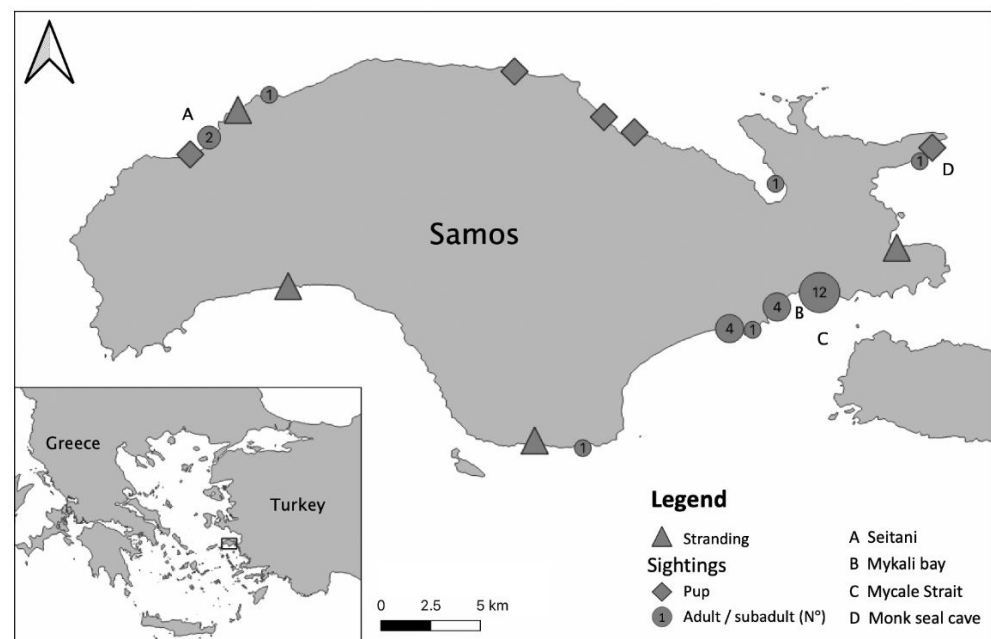 1
A
2
1
D
1
Samos
12
4
B
4
1
C
1
Greece
Turkey
0 2.5 5 km
Legend
Stranding
Sightings
Pup
1 Adult / subadult (N°)
A Seitani
B Mykali bay
C Mycale Strait
D Monk seal cave